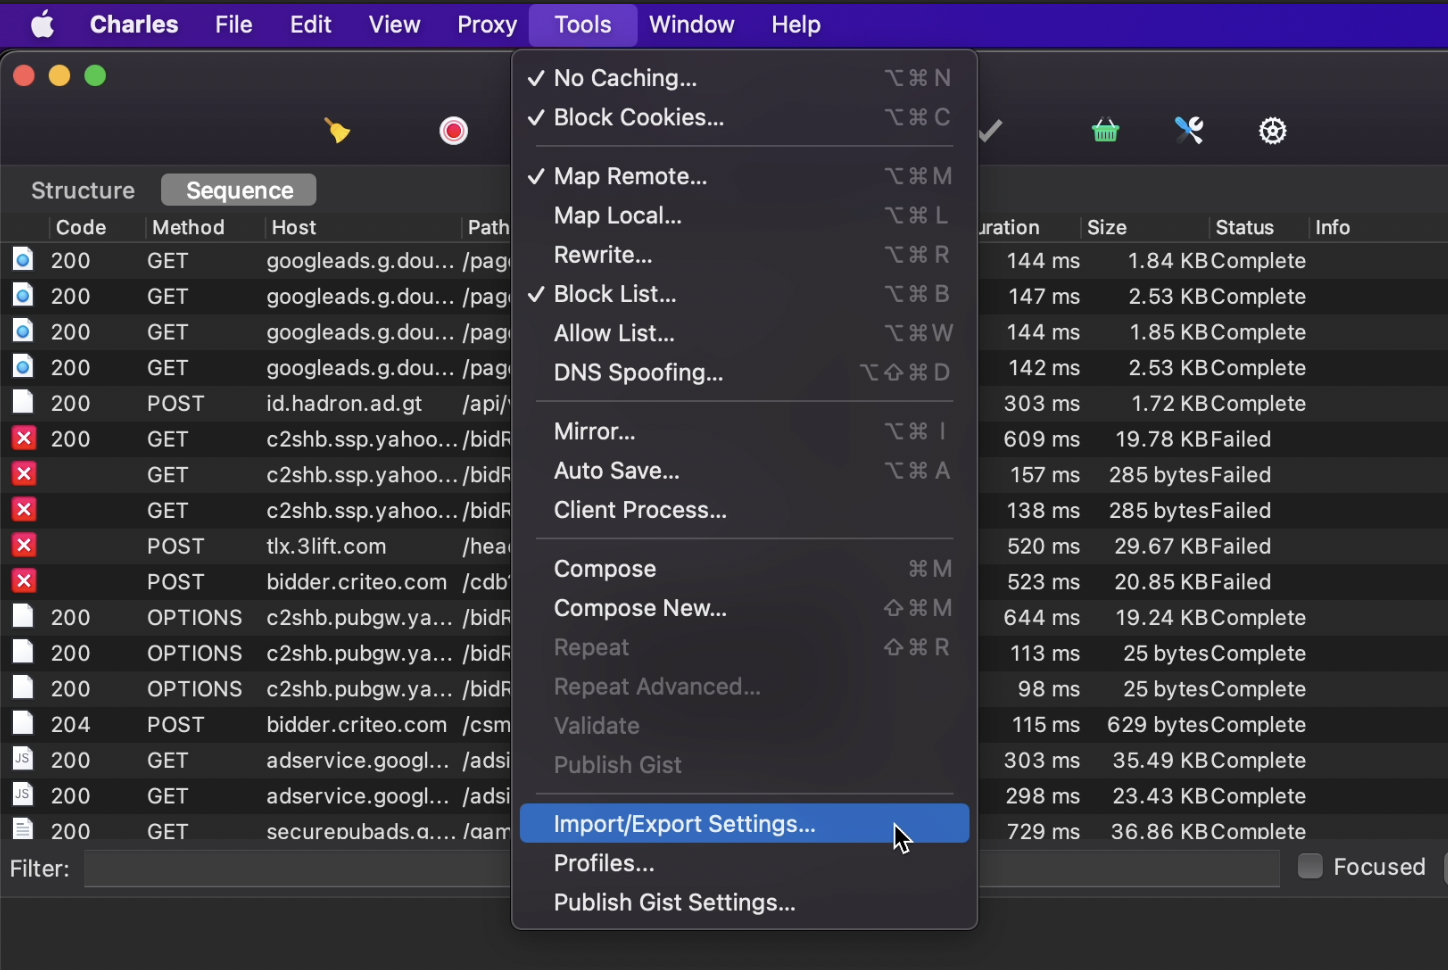 Charles File Edit View Proxy Tools Window Help
No Caching... ⌥⌘N
Block Cookies... ⌥⌘C
Map Remote... ⌥⌘M
Map Local... ⌥⌘L
Rewrite... ⌥⌘R
Block List... ⌥⌘B
Allow List... ⌥⌘W
DNS Spoofing... ⌥⇧⌘D
Mirror... ⌥⌘I
Auto Save... ⌥⌘A
Client Process...
Compose ⌘M
Compose New... ⇧⌘M
Repeat ⇧⌘R
Repeat Advanced...
Validate
Publish Gist
Import/Export Settings...
Profiles...
Publish Gist Settings...
Structure Sequence
Code Method Host Path uration Size Status Info
200 GET googleads.g.dou... /pag 144 ms 1.84 KB Complete
200 GET googleads.g.dou... /pag 147 ms 2.53 KB Complete
200 GET googleads.g.dou... /pag 144 ms 1.85 KB Complete
200 GET googleads.g.dou... /pag 142 ms 2.53 KB Complete
200 POST id.hadron.ad.gt /api/ 303 ms 1.72 KB Complete
200 GET c2shb.ssp.yahoo... /bidR 609 ms 19.78 KB Failed
GET c2shb.ssp.yahoo... /bidR 157 ms 285 bytes Failed
GET c2shb.ssp.yahoo... /bidR 138 ms 285 bytes Failed
POST tlx.3lift.com /hea 520 ms 29.67 KB Failed
POST bidder.criteo.com /cdb 523 ms 20.85 KB Failed
200 OPTIONS c2shb.pubgw.ya... /bidR 644 ms 19.24 KB Complete
200 OPTIONS c2shb.pubgw.ya... /bidR 113 ms 25 bytes Complete
200 OPTIONS c2shb.pubgw.ya... /bidR 98 ms 25 bytes Complete
204 POST bidder.criteo.com /csm 115 ms 629 bytes Complete
JS 200 GET adservice.googl... /adsi 303 ms 35.49 KB Complete
JS 200 GET adservice.googl... /adsi 298 ms 23.43 KB Complete
200 GET securepubads.g.... /gam 729 ms 36.86 KB Complete
Filter: Focused